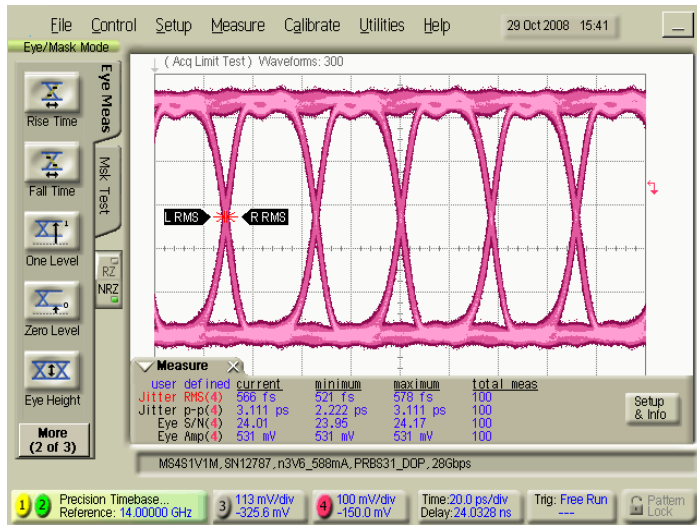 File Control Setup Measure Calibrate Utilities Help 29 Oct 2008 15:41
Eye/Mask Mode
( Acq Limit Test ) Waveforms: 300
Eye Meas
Msk Test
Rise Time
Fall Time
One Level
RZ
NRZ
Zero Level
Eye Height
More
(2 of 3)
L RMS R RMS
Measure
user defined current minimum maximum total meas
Jitter RMS(4) 566 fs 521 fs 578 fs 100
Jitter p-p(4) 3.111 ps 2.222 ps 3.111 ps 100
Eye S/N(4) 24.01 23.95 24.17 100
Eye Amp(4) 531 mV 531 mV 531 mV 100
Setup
& Info
MS4S1V1M, SN12787, n3V6_588mA, PRBS31_DOP, 28Gbps
1 2 Precision Timebase...
Reference: 14.00000 GHz
3 113 mV/div
-325.6 mV
4 100 mV/div
-150.0 mV
Time:20.0 ps/div
Delay:24.0328 ns
Trig: Free Run
---
Pattern
Lock